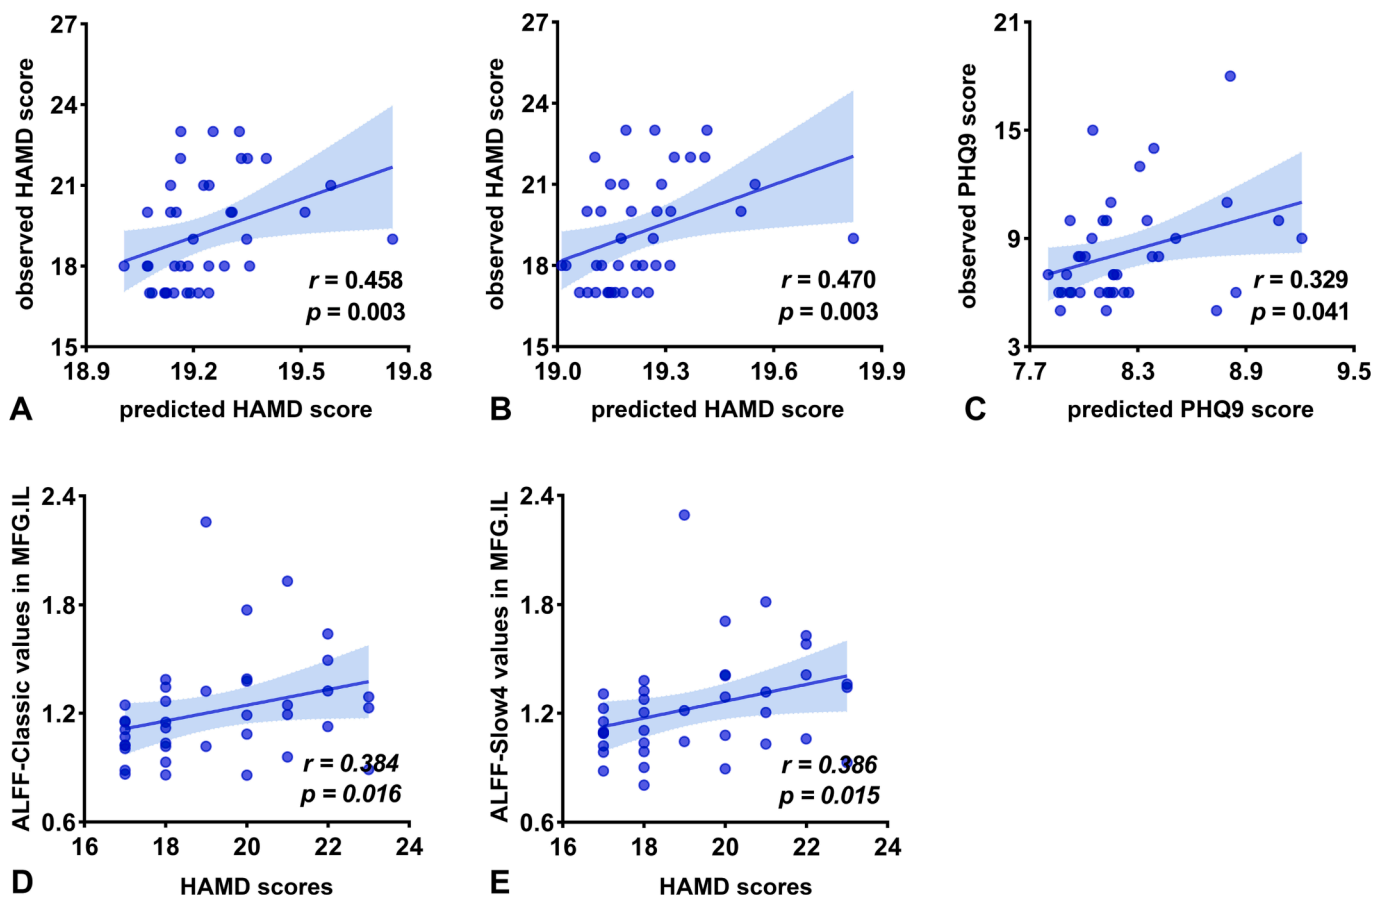 observed HAMD score
27
24
21
18
15
r = 0.458
p = 0.003
18.9 19.2 19.5 19.8
A
predicted HAMD score
observed HAMD score
27
24
21
18
15
r = 0.470
p = 0.003
19.0 19.3 19.6 19.9
B
predicted HAMD score
observed PHQ9 score
21
15
9
3
r = 0.329
p = 0.041
7.7 8.3 8.9 9.5
C
predicted PHQ9 score
ALFF-Classic values in MFG.IL
2.4
1.8
1.2
0.6
r = 0.384
p = 0.016
16 18 20 22 24
D
HAMD scores
ALFF-Slow4 values in MFG.IL
2.4
1.8
1.2
0.6
r = 0.386
p = 0.015
16 18 20 22 24
E
HAMD scores